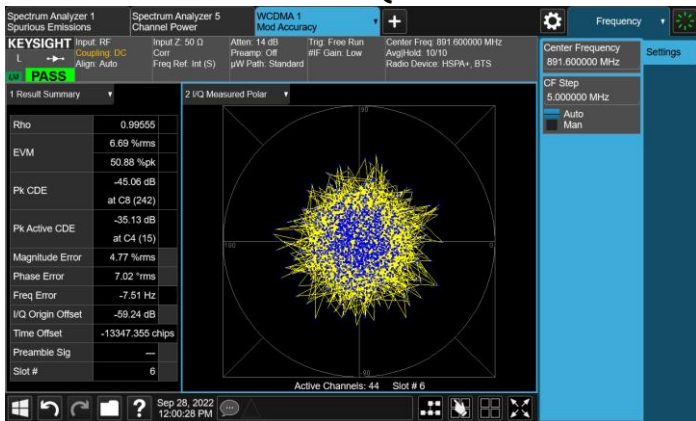 Spectrum Analyzer 1
Spurious Emissions
Spectrum Analyzer 5
Channel Power
WCDMA 1
Mod Accuracy
Frequency
KEYSIGHT
L
LNI PASS
Input: RF
Coupling: DC
Align: Auto
Input Z: 50 Ω
Corr
Freq Ref: Int (S)
Atten: 14 dB
Preamp: Off
µW Path: Standard
Trig: Free Run
#IF Gain: Low
Center Freq: 891.600000 MHz
Avg|Hold: 10/10
Radio Device: HSPA+, BTS
Center Frequency
891.600000 MHz
Settings
CF Step
5.000000 MHz
Auto
Man
1 Result Summary
2 I/Q Measured Polar
Rho 0.99555
EVM 6.69 %rms
50.88 %pk
Pk CDE -45.06 dB
at C8 (242)
Pk Active CDE -35.13 dB
at C4 (15)
Magnitude Error 4.77 %rms
Phase Error 7.02 °rms
Freq Error -7.51 Hz
I/Q Origin Offset -59.24 dB
Time Offset -13347.355 chips
Preamble Sig ---
Slot # 6
90
180
0
-90
Active Channels: 44 Slot # 6
?
Sep 28, 2022
12:00:28 PM